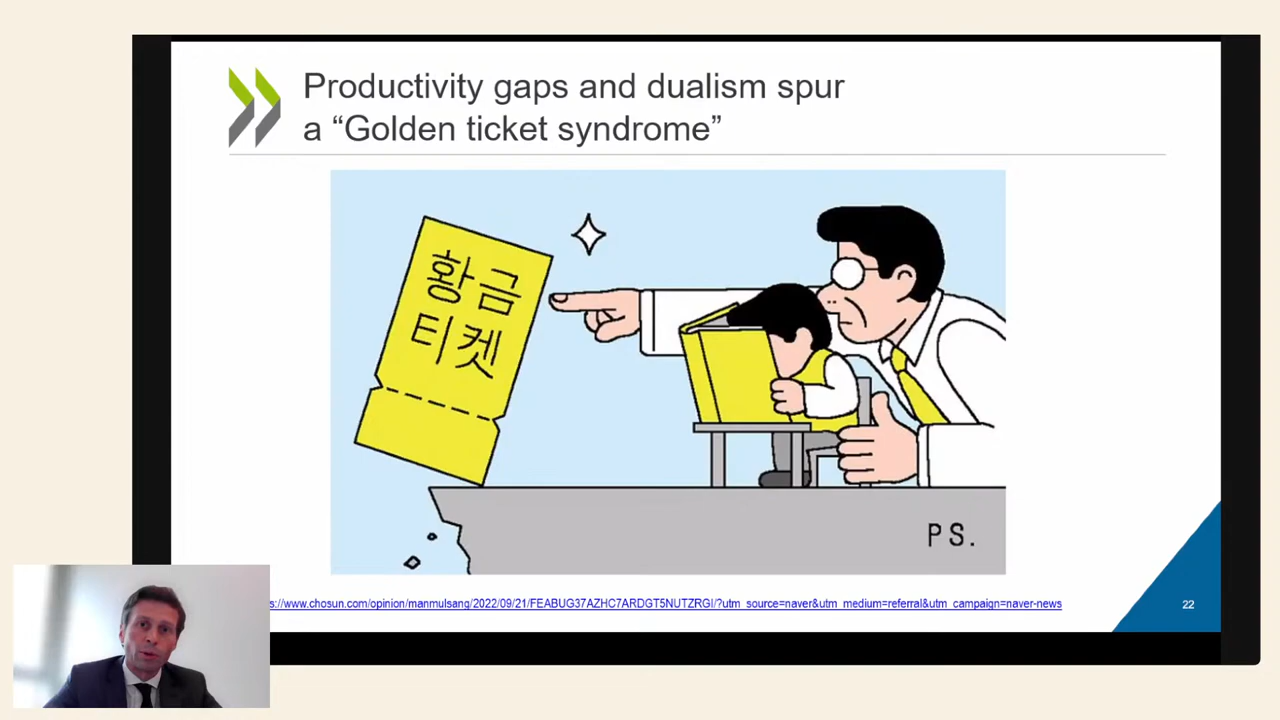 Productivity gaps and dualism spur
a “Golden ticket syndrome”
황금
티켓
PS.
s://www.chosun.com/opinion/manmulsang/2022/09/21/FEABUG37AZHC7ARDGT5NUTZRGI/?utm_source=naver&utm_medium=referral&utm_campaign=naver-news
22